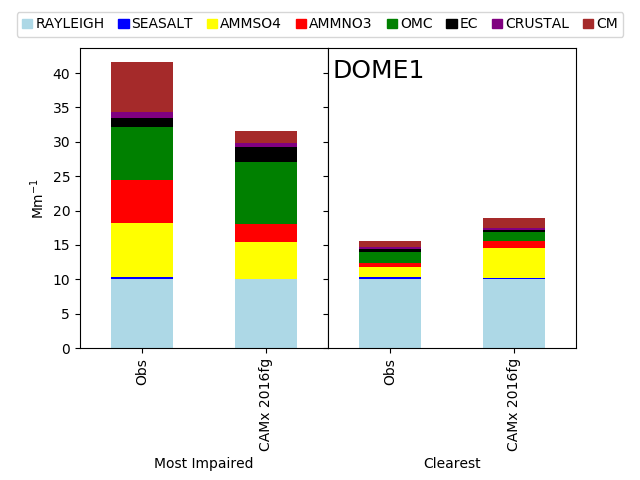 RAYLEIGH SEASALT AMMSO4 AMMNO3 OMC EC CRUSTAL CM
DOME1
Mm⁻¹
40
35
30
25
20
15
10
5
0
Obs
CAMx 2016fg
Obs
CAMx 2016fg
Most Impaired
Clearest